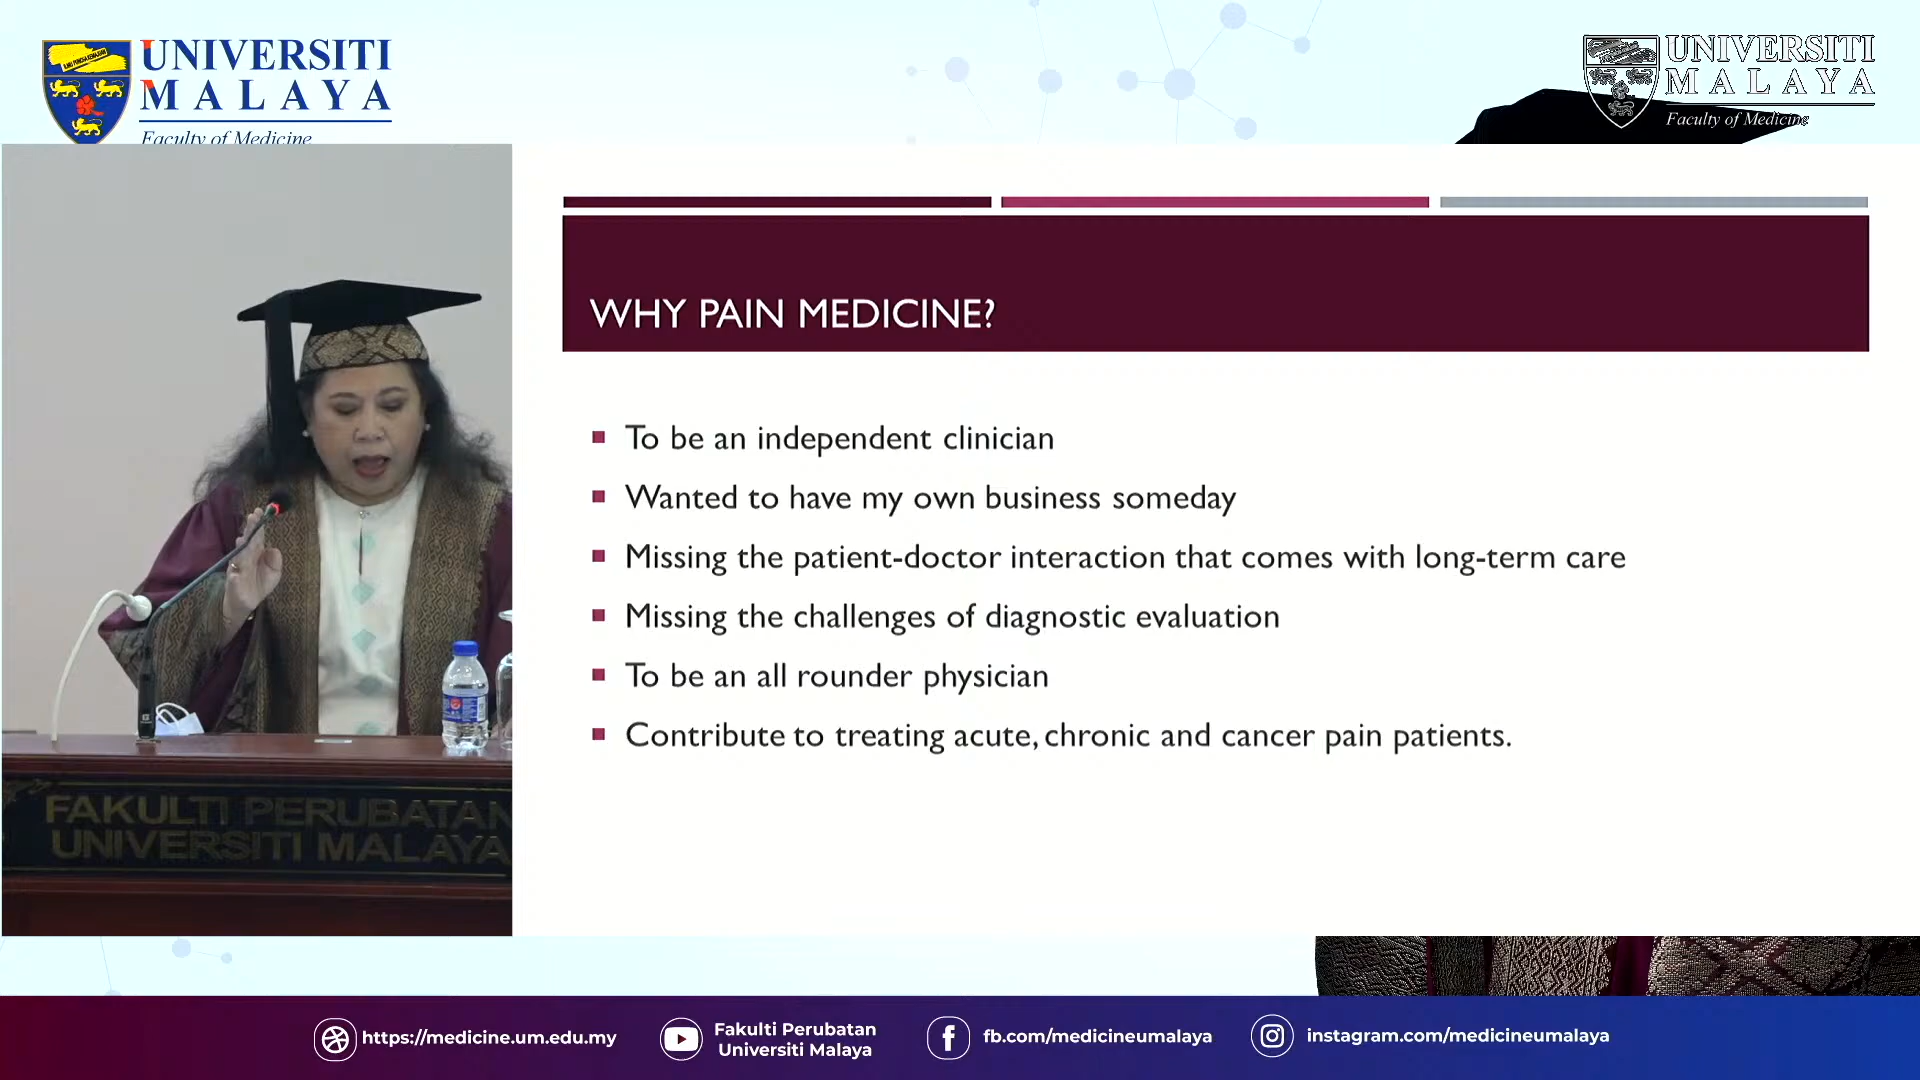 UNIVERSITI
MALAYA
Faculty of Medicine
UNIVERSITI
MALAYA
Faculty of Medicine
WHY PAIN MEDICINE?
To be an independent clinician
Wanted to have my own business someday
Missing the patient-doctor interaction that comes with long-term care
Missing the challenges of diagnostic evaluation
To be an all rounder physician
Contribute to treating acute, chronic and cancer pain patients.
FAKULTI PERUBATAN
UNIVERSITI MALAYA
https://medicine.um.edu.my
Fakulti Perubatan
Universiti Malaya
fb.com/medicineumalaya
instagram.com/medicineumalaya